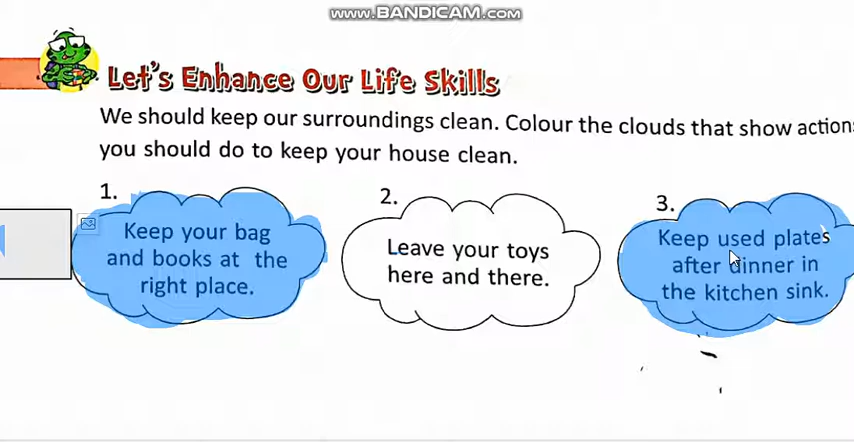 www.BANDICAM.com
Let's Enhance Our Life Skills
We should keep our surroundings clean. Colour the clouds that show actions
you should do to keep your house clean.
1.
Keep your bag
and books at the
right place.
2.
Leave your toys
here and there.
3.
Keep used plates
after dinner in
the kitchen sink.